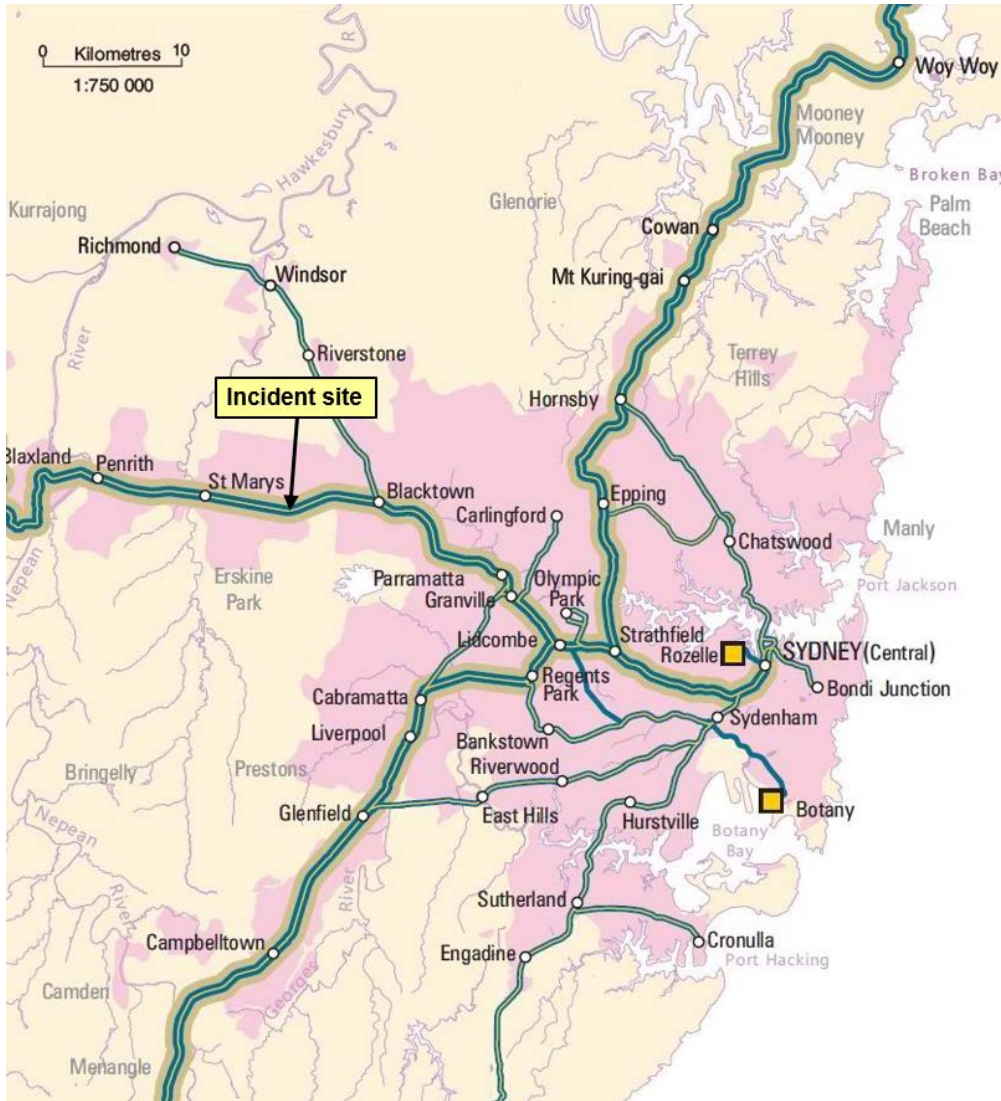 0 Kilometres 10
1:750 000
Woy Woy
Mooney
Mooney
Hawkesbury
R
Broken Bay
Kurrajong
Glenorie
Palm
Beach
Cowan
Richmond
Windsor
Mt Kuring-gai
River
Riverstone
Terrey
Hills
Incident site
Hornsby
Blaxland
Penrith
St Marys
Blacktown
Epping
Carlingford
Chatswood
Manly
Nepean
Erskine
Park
Parramatta
Granville
Olympic
Park
Port Jackson
Lidcombe
Strathfield
Rozelle
SYDNEY (Central)
Regents
Park
Bondi Junction
Cabramatta
Sydenham
Liverpool
Bankstown
Bringelly
Prestons
Riverwood
Glenfield
East Hills
Hurstville
Botany
Botany
Bay
Nepean
River
River
Sutherland
Campbelltown
Engadine
Cronulla
Port Hacking
Georges
Camden
Menangle